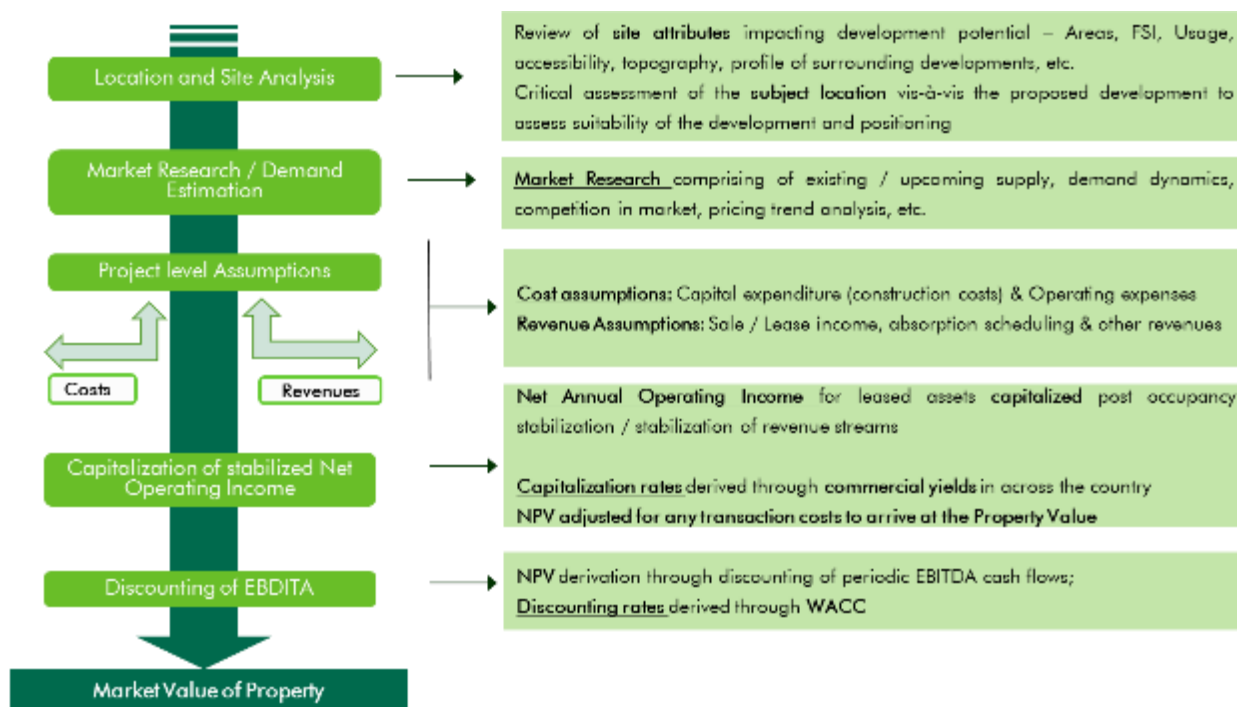 Location and Site Analysis
Review of site attributes impacting development potential – Areas, FSI, Usage,
accessibility, topography, profile of surrounding developments, etc.
Critical assessment of the subject location vis-à-vis the proposed development to
assess suitability of the development and positioning
Market Research / Demand
Estimation
Market Research comprising of existing / upcoming supply, demand dynamics,
competition in market, pricing trend analysis, etc.
Project level Assumptions
Costs
Revenues
Cost assumptions: Capital expenditure (construction costs) & Operating expenses
Revenue Assumptions: Sale / Lease income, absorption scheduling & other revenues
Capitalization of stabilized Net
Operating Income
Net Annual Operating Income for leased assets capitalized post occupancy
stabilization / stabilization of revenue streams
Capitalization rates derived through commercial yields in across the country
NPV adjusted for any transaction costs to arrive at the Property Value
Discounting of EBDITA
NPV derivation through discounting of periodic EBITDA cash flows;
Discounting rates derived through WACC
Market Value of Property